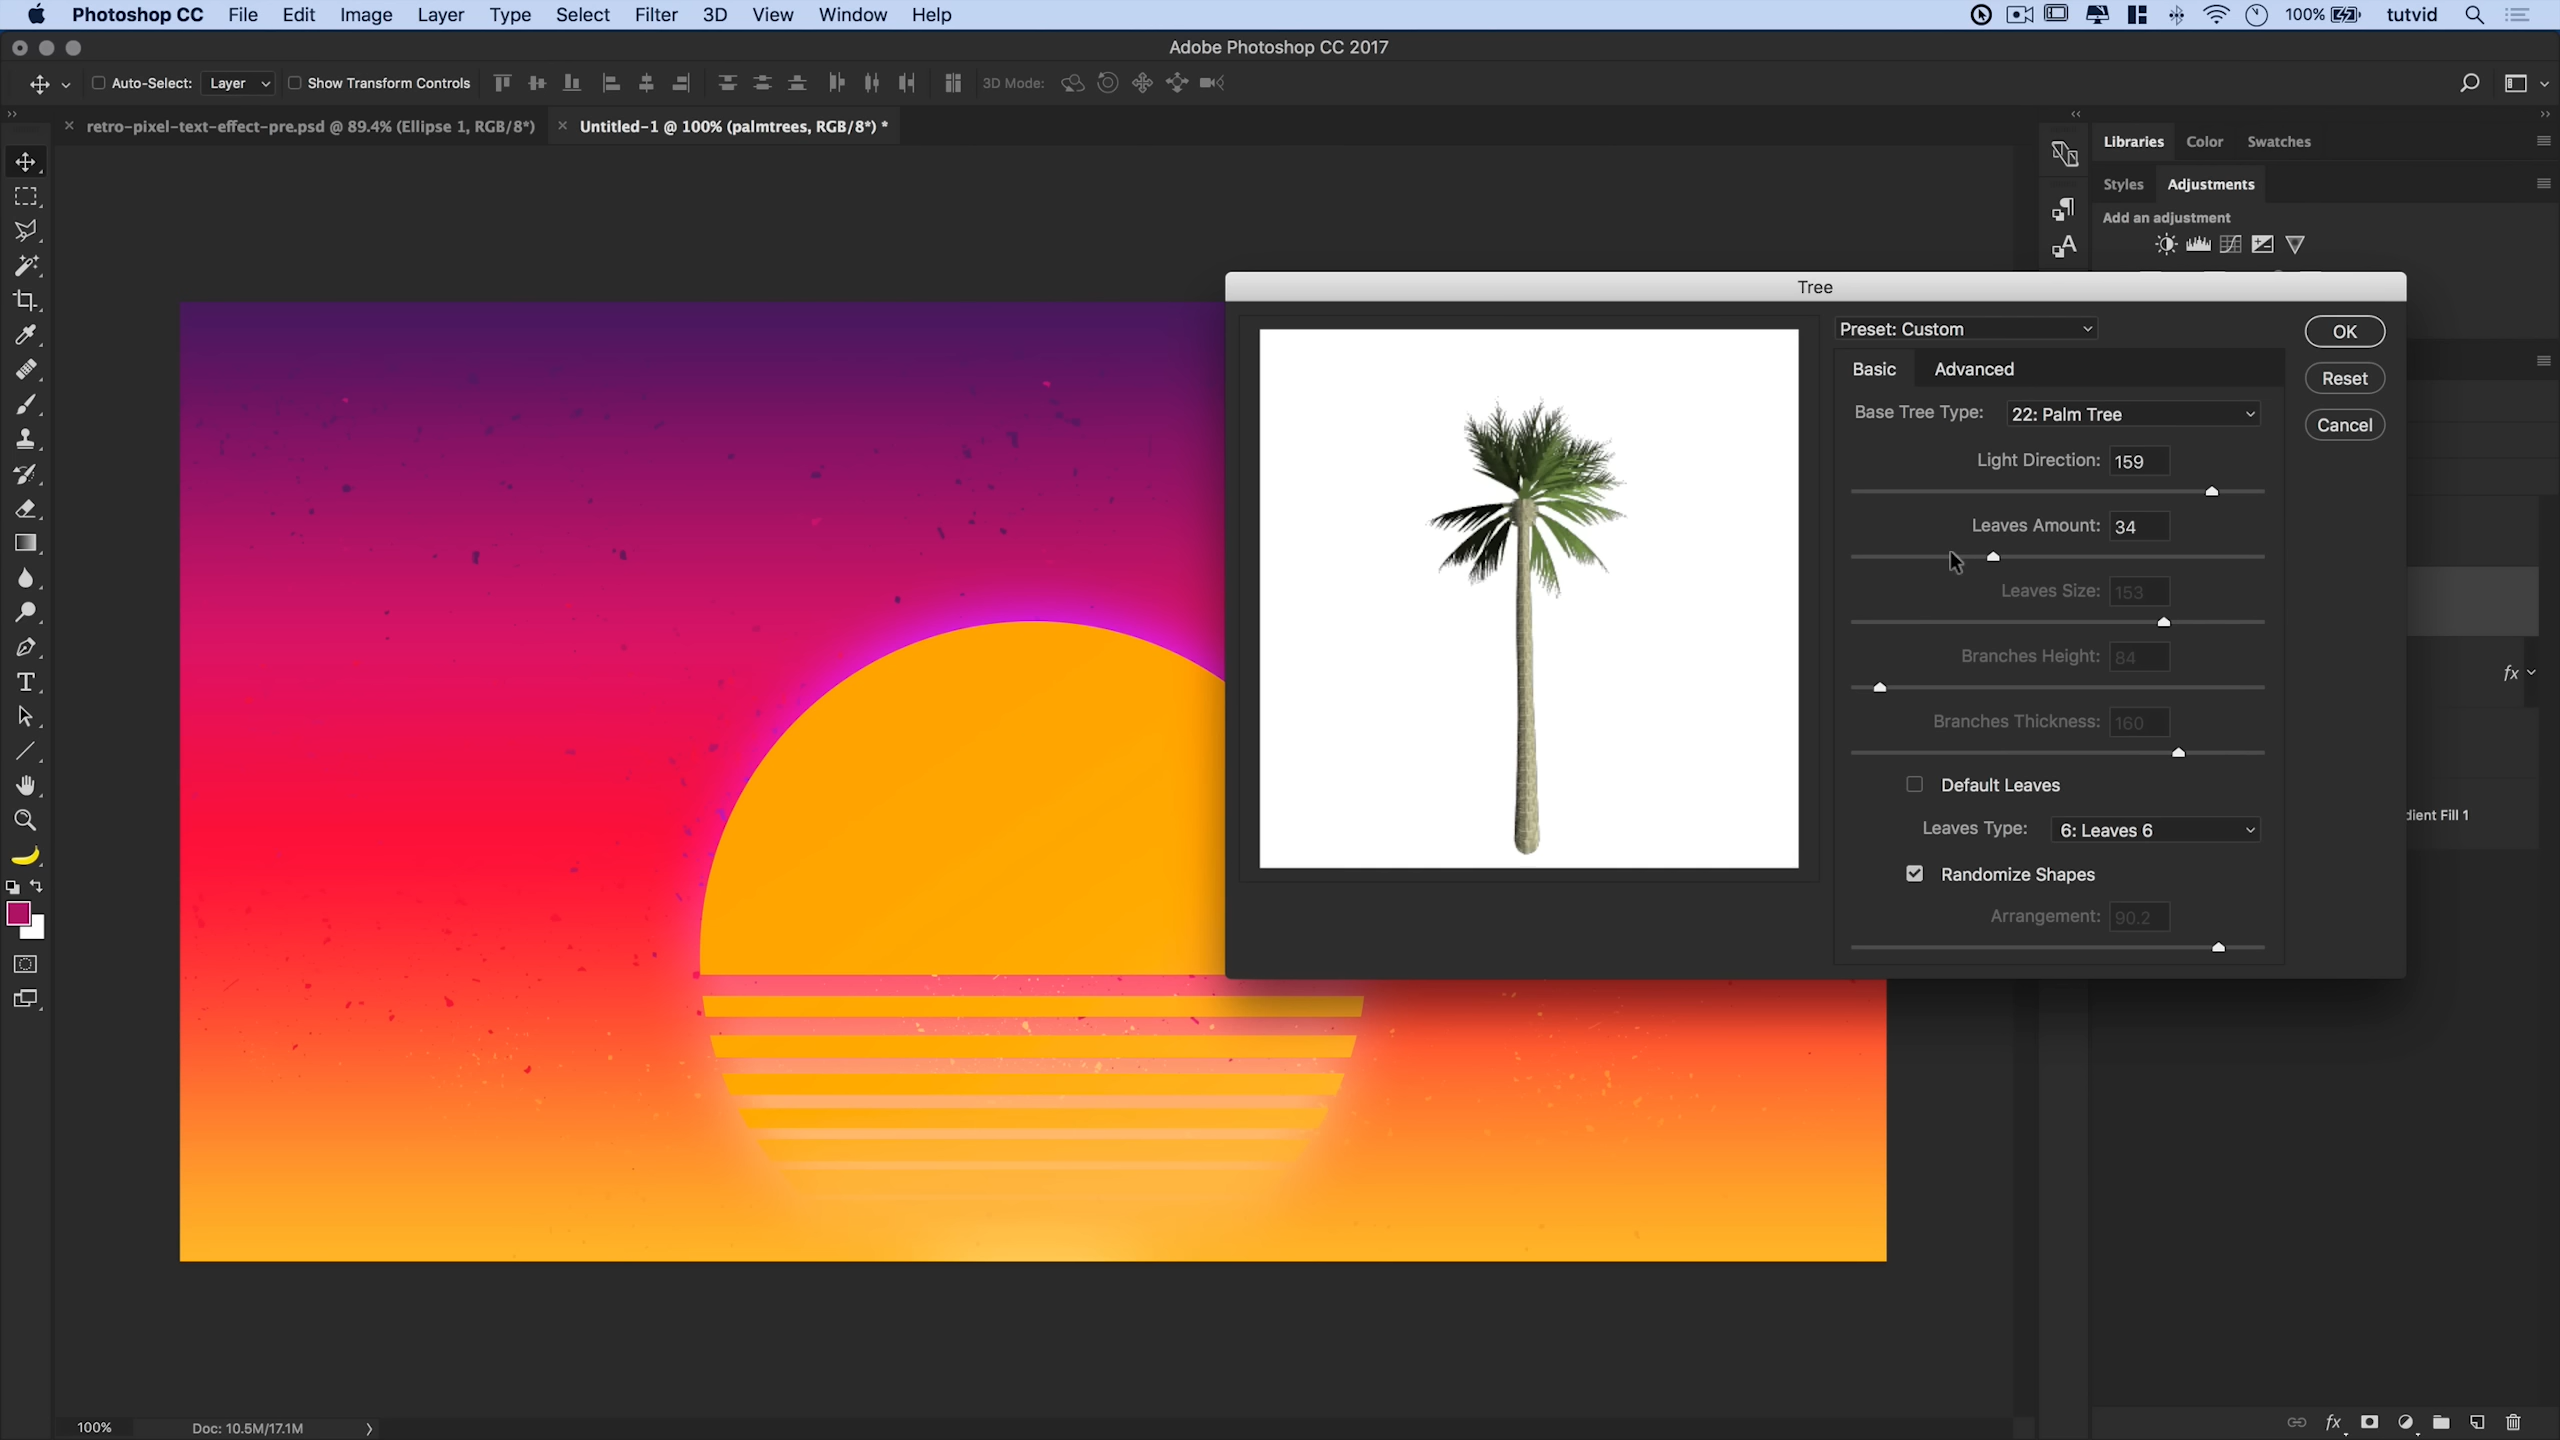 Photoshop CC File Edit Image Layer Type Select Filter 3D View Window Help 100% tutvid
Adobe Photoshop CC 2017
Auto-Select: Layer Show Transform Controls 3D Mode:
retro-pixel-text-effect-pre.psd @ 89.4% (Ellipse 1, RGB/8*) Untitled-1 @ 100% (palmtrees, RGB/8*) *
Libraries Color Swatches
Styles Adjustments
Add an adjustment
Tree
Preset: Custom OK
Basic Advanced Reset
Base Tree Type: 22: Palm Tree Cancel
Light Direction: 159
Leaves Amount: 34
Leaves Size: 153
Branches Height: 84
fx
Branches Thickness: 160
Default Leaves
dient Fill 1
Leaves Type: 6: Leaves 6
Randomize Shapes
Arrangement: 90.2
100% Doc: 10.5M/17.1M fx